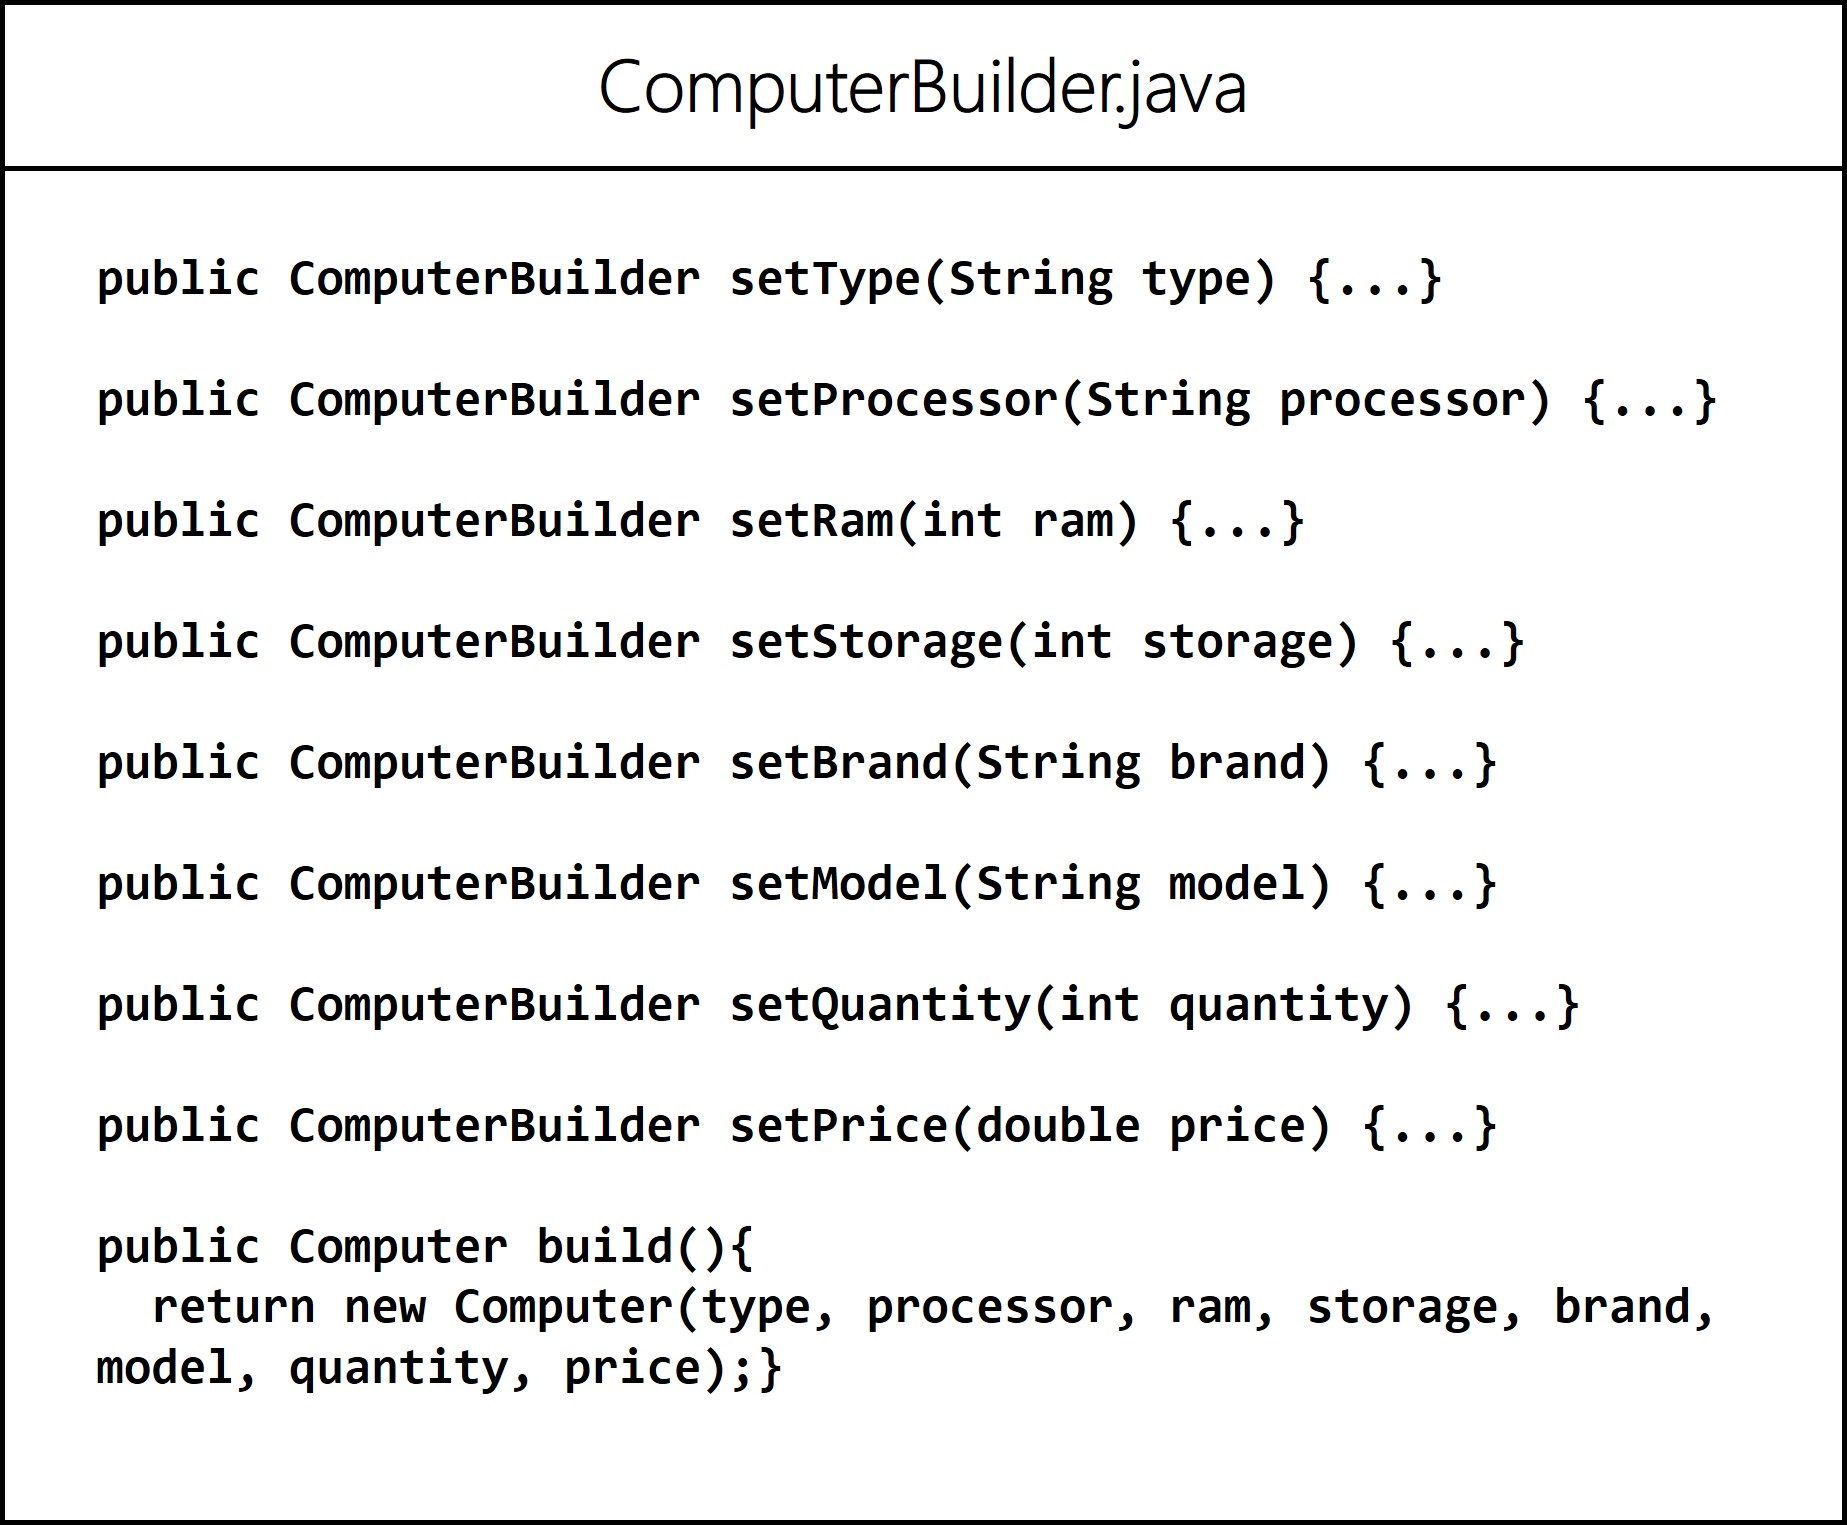 ComputerBuilder.java
public ComputerBuilder setType(String type) {...}
public ComputerBuilder setProcessor(String processor) {...}
public ComputerBuilder setRam(int ram) {...}
public ComputerBuilder setStorage(int storage) {...}
public ComputerBuilder setBrand(String brand) {...}
public ComputerBuilder setModel(String model) {...}
public ComputerBuilder setQuantity(int quantity) {...}
public ComputerBuilder setPrice(double price) {...}
public Computer build(){
  return new Computer(type, processor, ram, storage, brand,
model, quantity, price);}